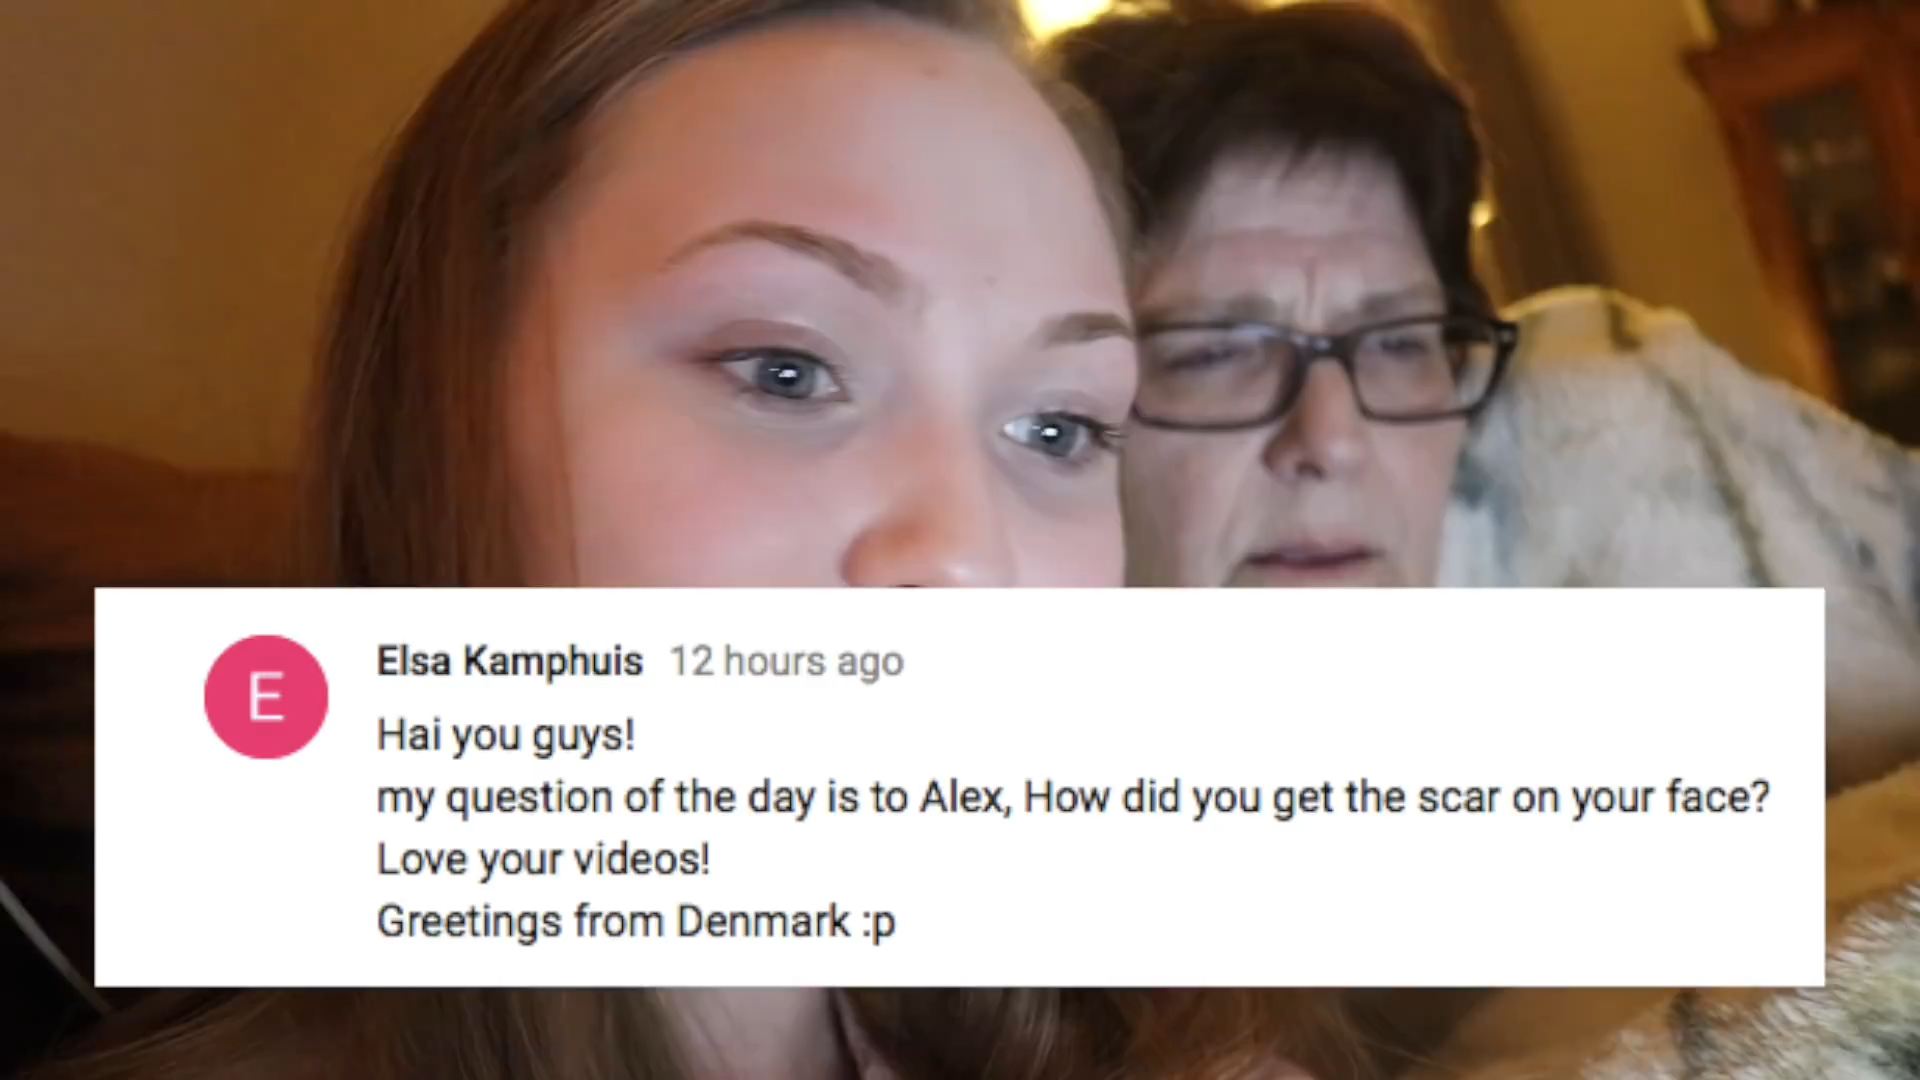 E
Elsa Kamphuis 12 hours ago
Hai you guys!
my question of the day is to Alex, How did you get the scar on your face?
Love your videos!
Greetings from Denmark :p